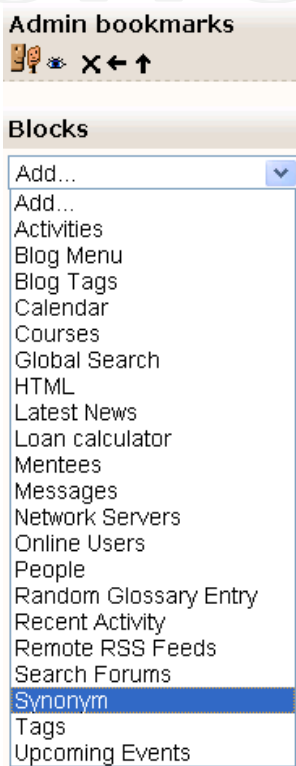 Admin bookmarks
Blocks
Add...
Add...
Activities
Blog Menu
Blog Tags
Calendar
Courses
Global Search
HTML
Latest News
Loan calculator
Mentees
Messages
Network Servers
Online Users
People
Random Glossary Entry
Recent Activity
Remote RSS Feeds
Search Forums
Synonym
Tags
Upcoming Events